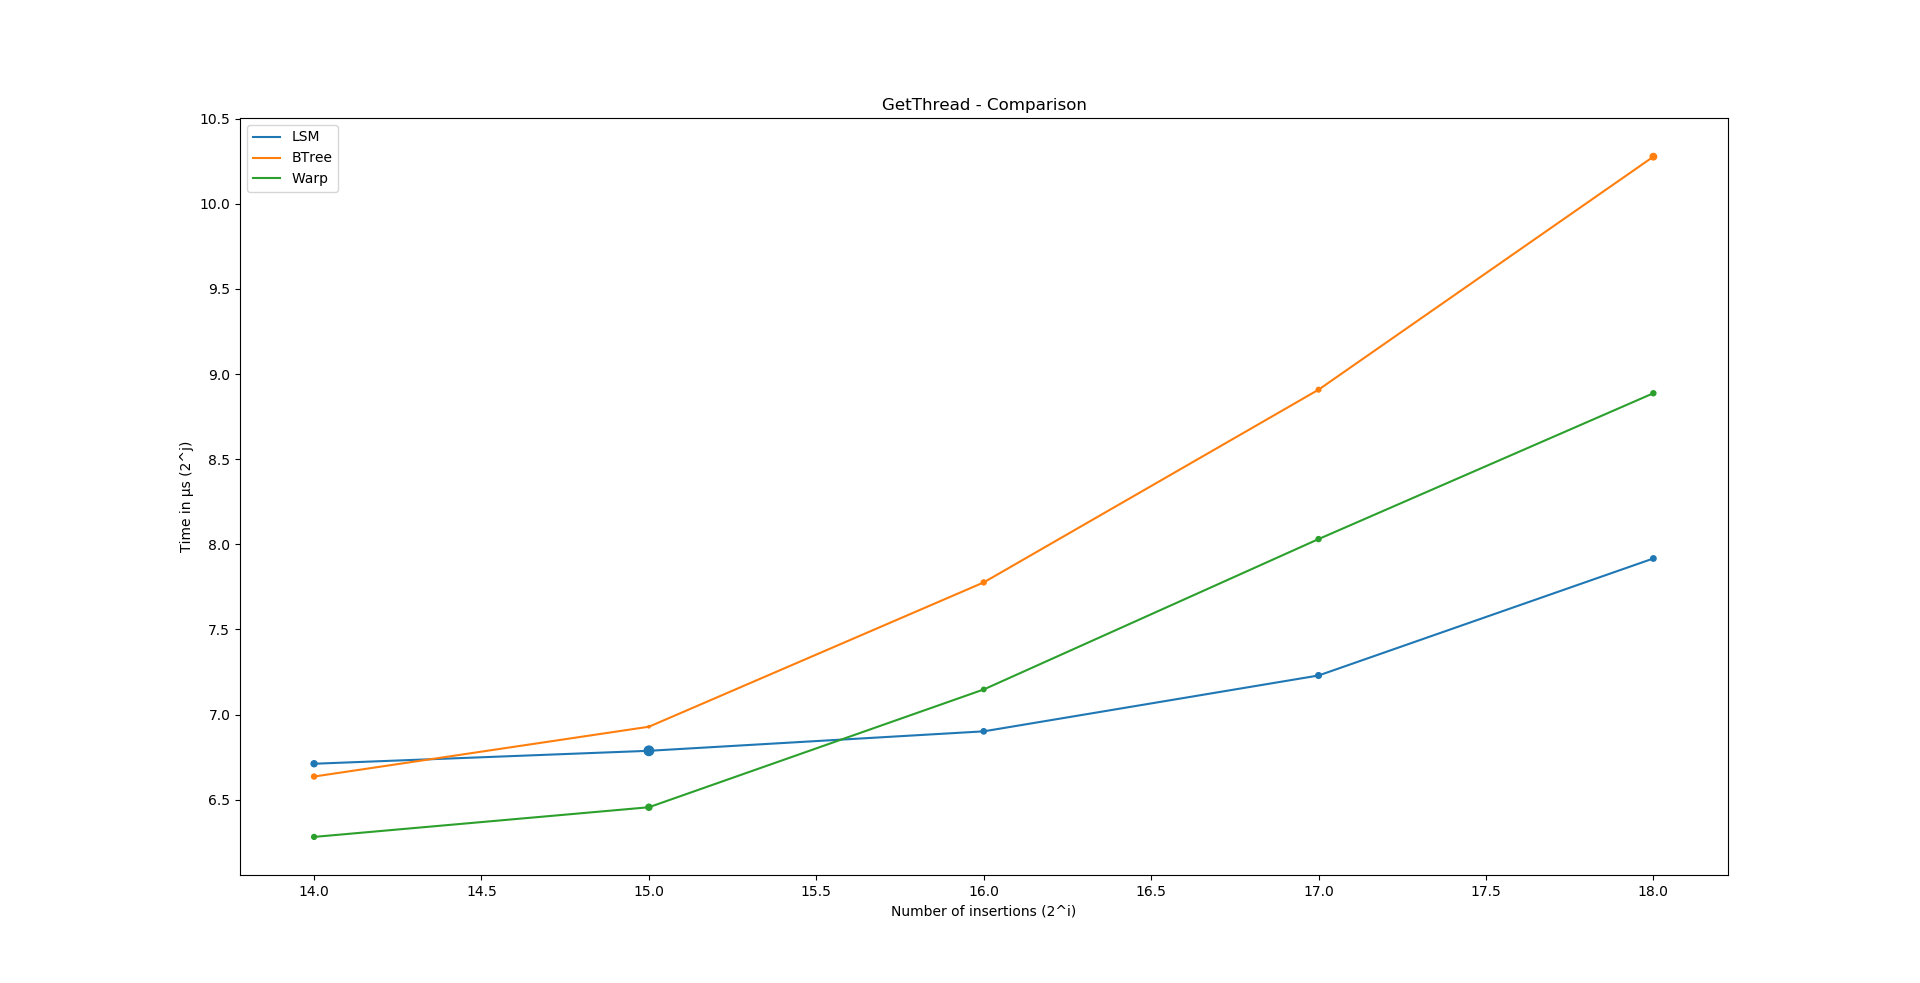 GetThread - Comparison
LSM
BTree
Warp
10.5
10.0
9.5
9.0
8.5
8.0
7.5
7.0
6.5
Time in µs (2^j)
14.0 14.5 15.0 15.5 16.0 16.5 17.0 17.5 18.0
Number of insertions (2^i)